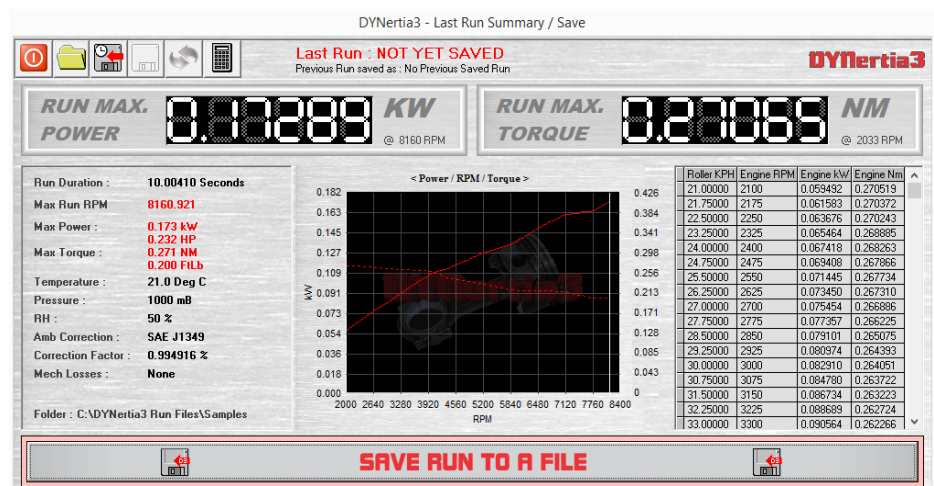 DYNertia3 - Last Run Summary / Save
Last Run : NOT YET SAVED
Previous Run saved as : No Previous Saved Run
DYNertia3
RUN MAX. POWER
0.17289 KW
@ 8160 RPM
RUN MAX. TORQUE
0.27065 NM
@ 2033 RPM
Run Duration : 10.00410 Seconds
Max Run RPM 8160.921
Max Power : 0.173 kW
0.232 HP
Max Torque : 0.271 NM
0.200 FtLb
Temperature : 21.0 Deg C
Pressure : 1000 mB
RH : 50 %
Amb Correction : SAE J1349
Correction Factor : 0.994916 %
Mech Losses : None
Folder : C:\DYNertia3 Run Files\Samples
< Power / RPM / Torque >
0.182 0.426
0.163 0.384
0.145 0.341
0.127 0.298
0.109 0.256
0.091 0.213
0.073 0.171
0.054 0.128
0.036 0.085
0.018 0.043
0.000 0
kW
2000 2640 3280 3920 4560 5200 5840 6480 7120 7760 8400
RPM
Roller KPH Engine RPM Engine kW Engine Nm
21.00000 2100 0.059492 0.270519
21.75000 2175 0.061583 0.270372
22.50000 2250 0.063676 0.270243
23.25000 2325 0.065464 0.268885
24.00000 2400 0.067418 0.268263
24.75000 2475 0.069408 0.267866
25.50000 2550 0.071445 0.267734
26.25000 2625 0.073450 0.267310
27.00000 2700 0.075454 0.266886
27.75000 2775 0.077357 0.266225
28.50000 2850 0.079101 0.265075
29.25000 2925 0.080974 0.264393
30.00000 3000 0.082910 0.264051
30.75000 3075 0.084780 0.263722
31.50000 3150 0.086734 0.263223
32.25000 3225 0.088689 0.262724
33.00000 3300 0.090564 0.262266
SAVE RUN TO A FILE